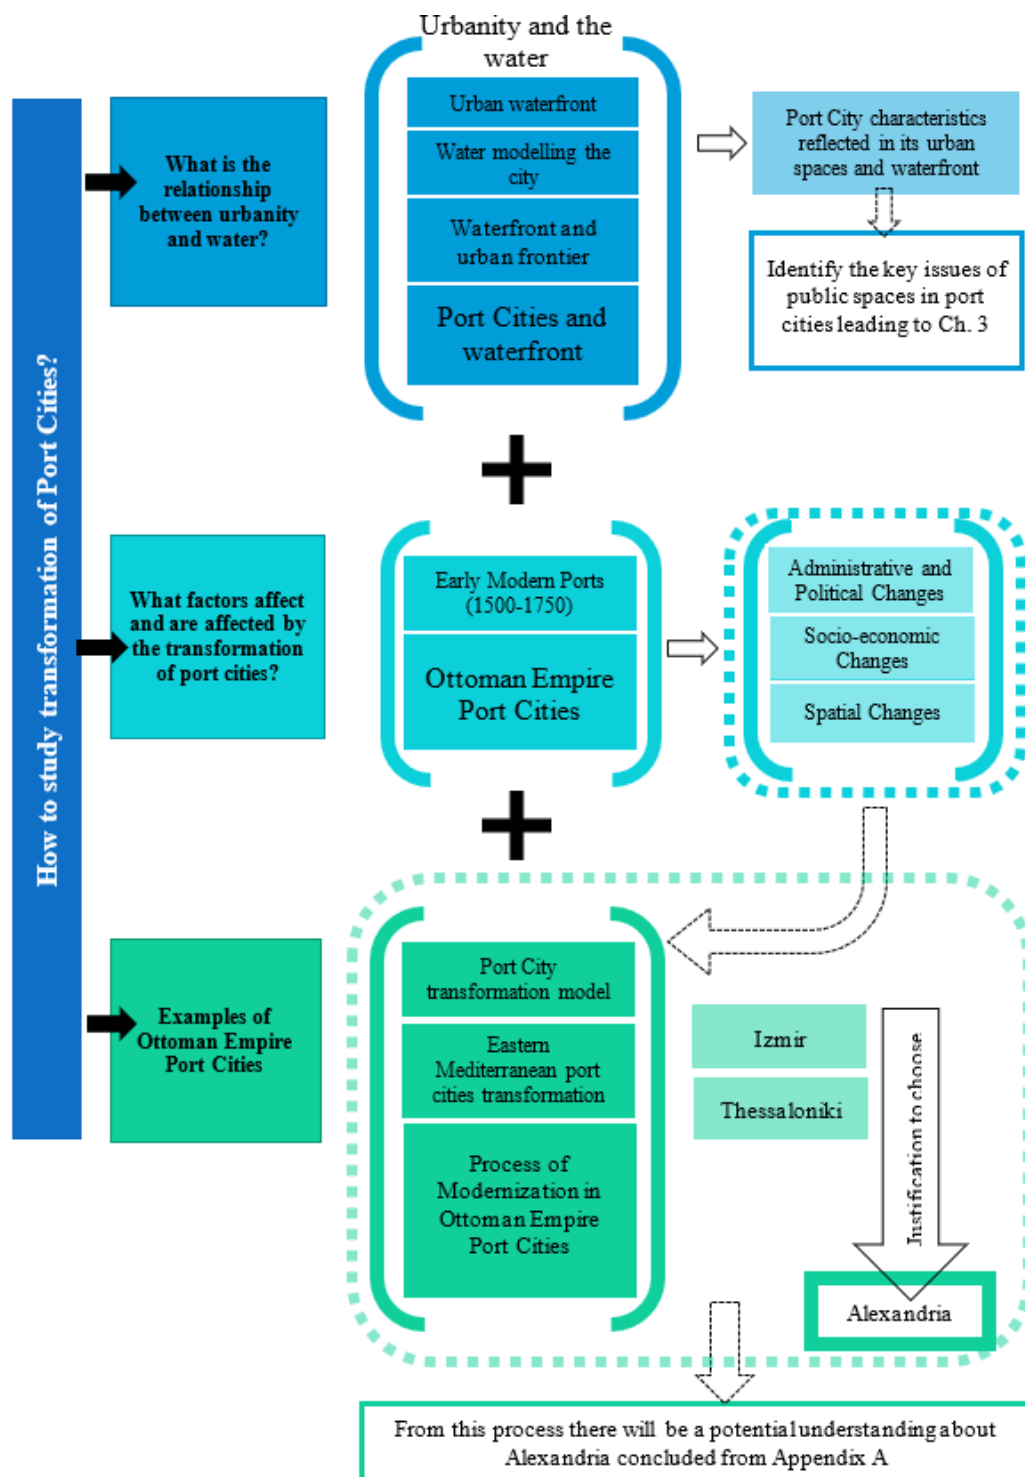 How to study transformation of Port Cities?
Urbanity and the
water
What is the
relationship
between urbanity
and water?
Urban waterfront
Water modelling the
city
Waterfront and
urban frontier
Port Cities and
waterfront
Port City characteristics
reflected in its urban
spaces and waterfront
Identify the key issues of
public spaces in port
cities leading to Ch. 3
What factors affect
and are affected by
the transformation
of port cities?
Early Modern Ports
(1500-1750)
Ottoman Empire
Port Cities
Administrative and
Political Changes
Socio-economic
Changes
Spatial Changes
Examples of
Ottoman Empire
Port Cities
Port City
transformation model
Eastern
Mediterranean port
cities transformation
Process of
Modernization in
Ottoman Empire
Port Cities
Izmir
Thessaloniki
Justification to choose
Alexandria
From this process there will be a potential understanding about
Alexandria concluded from Appendix A